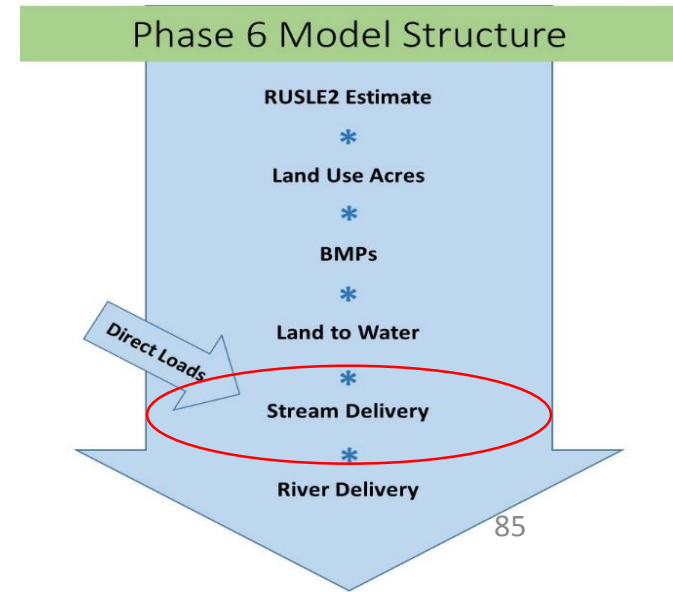 Phase 6 Model Structure
RUSLE2 Estimate
*
Land Use Acres
*
BMPs
*
Land to Water
Direct Loads
*
Stream Delivery
*
River Delivery
85